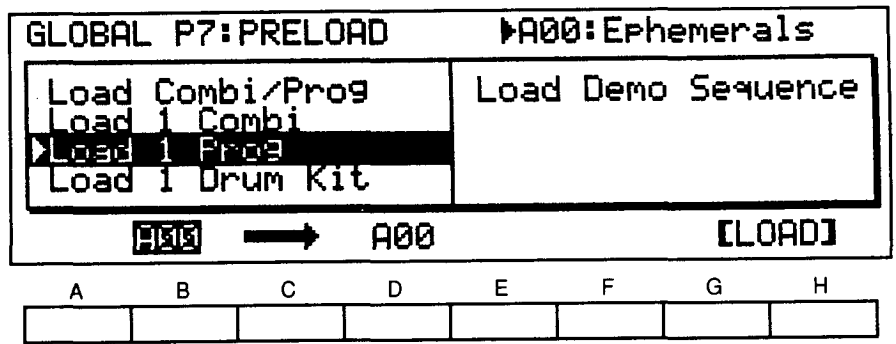 GLOBAL P7:PRELOAD ▶A00:Ephemerals
Load Combi/Prog Load Demo Sequence
Load 1 Combi
Load 1 Prog
Load 1 Drum Kit
A00 → A00 [LOAD]
A B C D E F G H